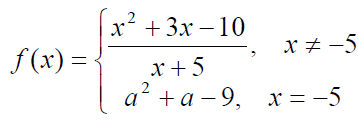 f(x) = { (x² + 3x − 10) / (x + 5), x ≠ −5
a² + a − 9, x = −5